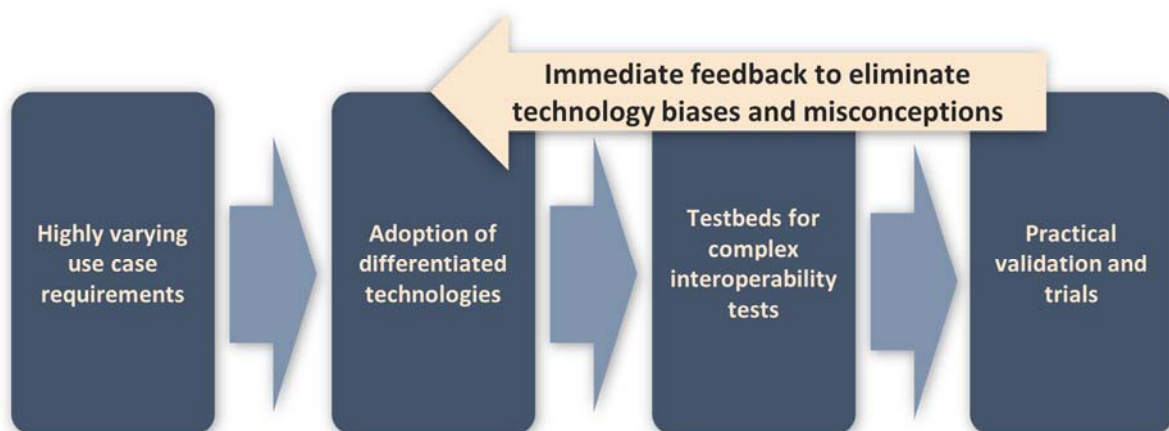 Immediate feedback to eliminate
technology biases and misconceptions
Highly varying
use case
requirements
Adoption of
differentiated
technologies
Testbeds for
complex
interoperability
tests
Practical
validation and
trials